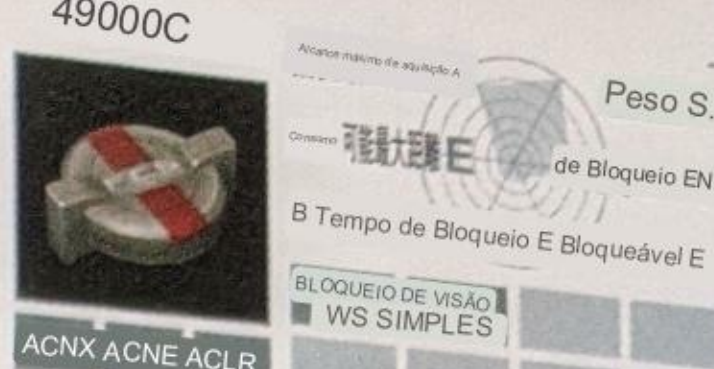 49000C
Alcance máximo de aquisição A
Peso S.
Consumo
E
de Bloqueio EN
B Tempo de Bloqueio E Bloqueável E
BLOQUEIO DE VISÃO
WS SIMPLES
ACNX ACNE ACLR